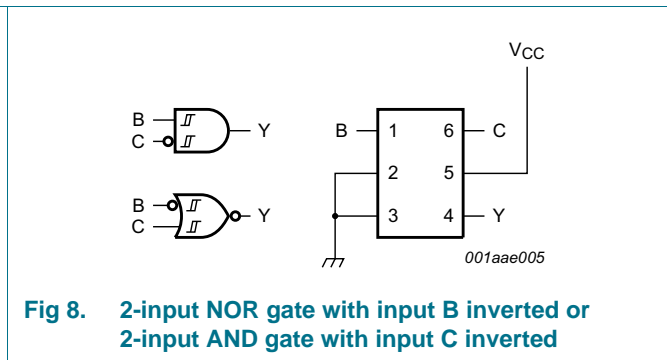 VCC
B
C
Y
B
C
Y
B 1 6 C
2 5
3 4 Y
001aae005
Fig 8. 2-input NOR gate with input B inverted or
2-input AND gate with input C inverted